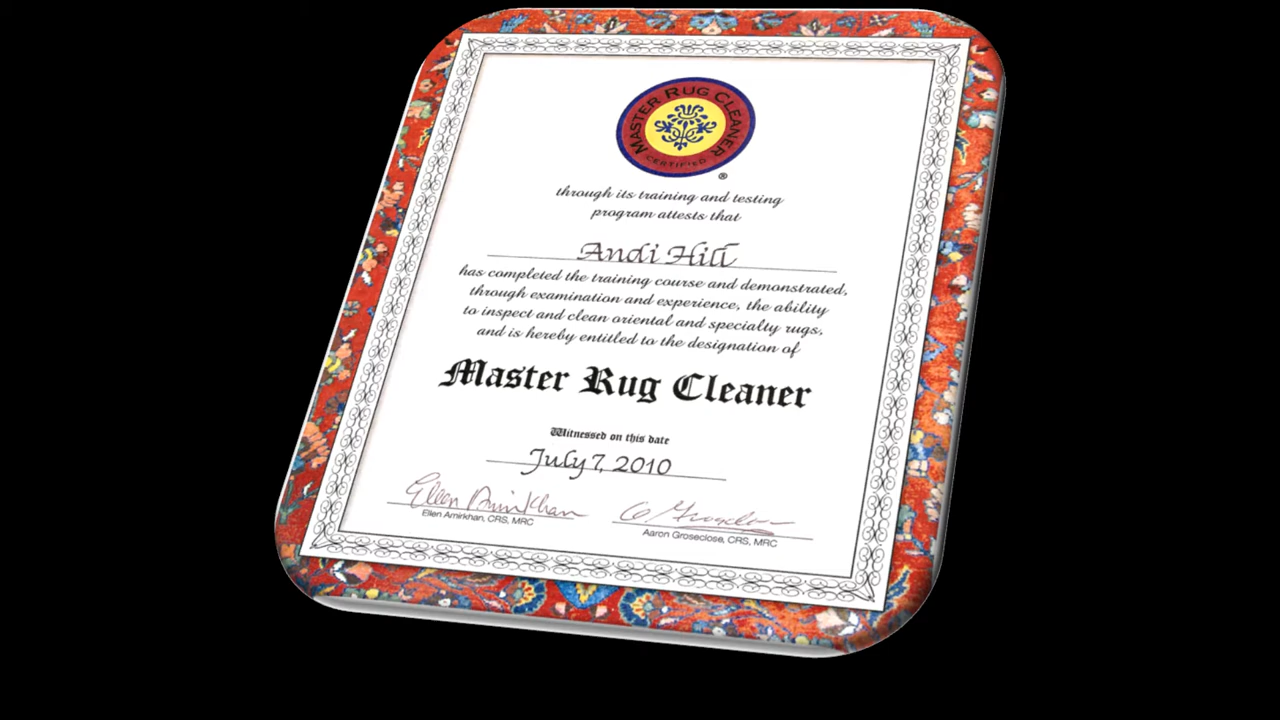 MASTER RUG CLEANER
CERTIFIED
®
through its training and testing
program attests that
Andi Hill
has completed the training course and demonstrated,
through examination and experience, the ability
to inspect and clean oriental and specialty rugs,
and is hereby entitled to the designation of
Master Rug Cleaner
Witnessed on this date
July 7, 2010
Ellen Amirkhan
Ellen Amirkhan, CRS, MRC
Aaron Groseclose, CRS, MRC